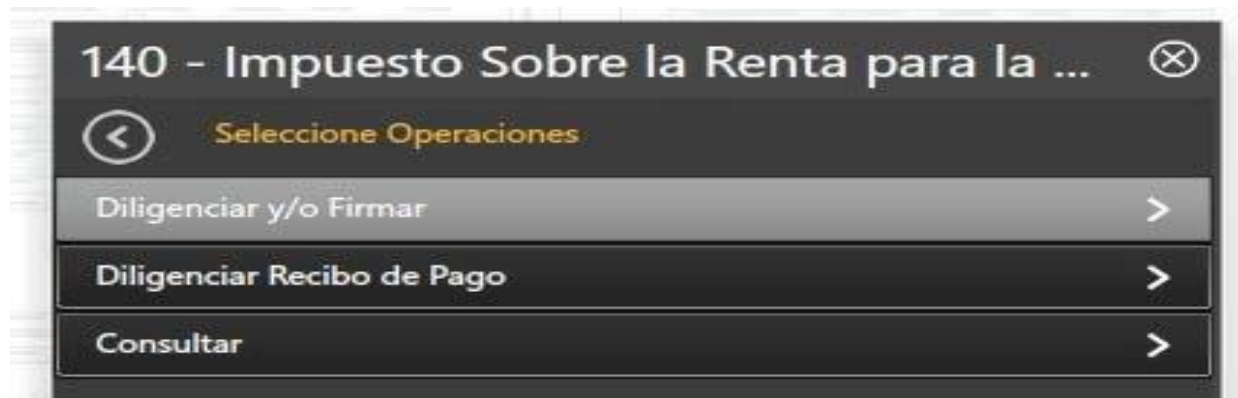 140 - Impuesto Sobre la Renta para la ...
Seleccione Operaciones
Diligenciar y/o Firmar
Diligenciar Recibo de Pago
Consultar